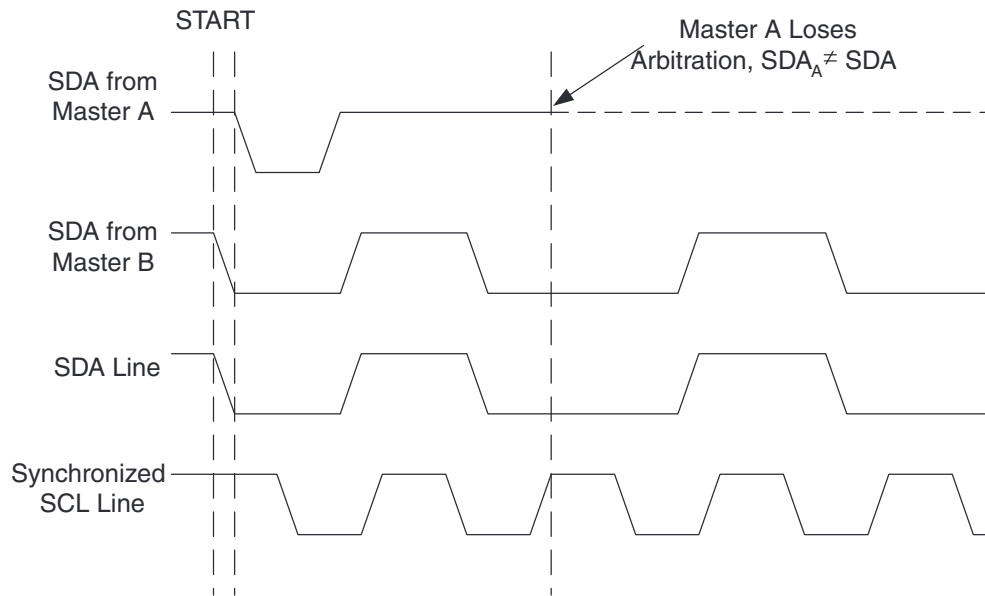 START
Master A Loses
Arbitration, SDA_A ≠ SDA
SDA from
Master A
SDA from
Master B
SDA Line
Synchronized
SCL Line